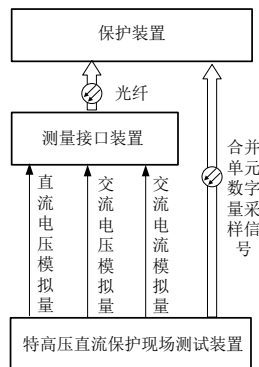 保护装置
光纤
测量接口装置
直流电压模拟量
交流电压模拟量
交流电流模拟量
合并
单元
数字
量采
样信
号
特高压直流保护现场测试装置